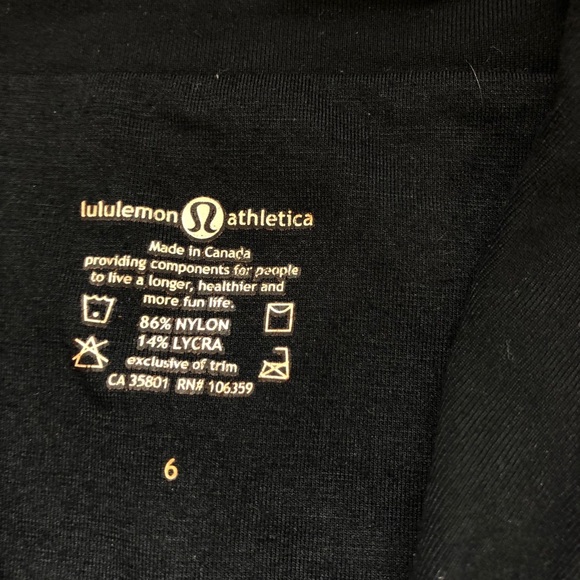 lululemon athletica
Made in Canada
providing components for people
to live a longer, healthier and
more fun life.
86% NYLON
14% LYCRA
exclusive of trim
CA 35801 RN# 106359
6